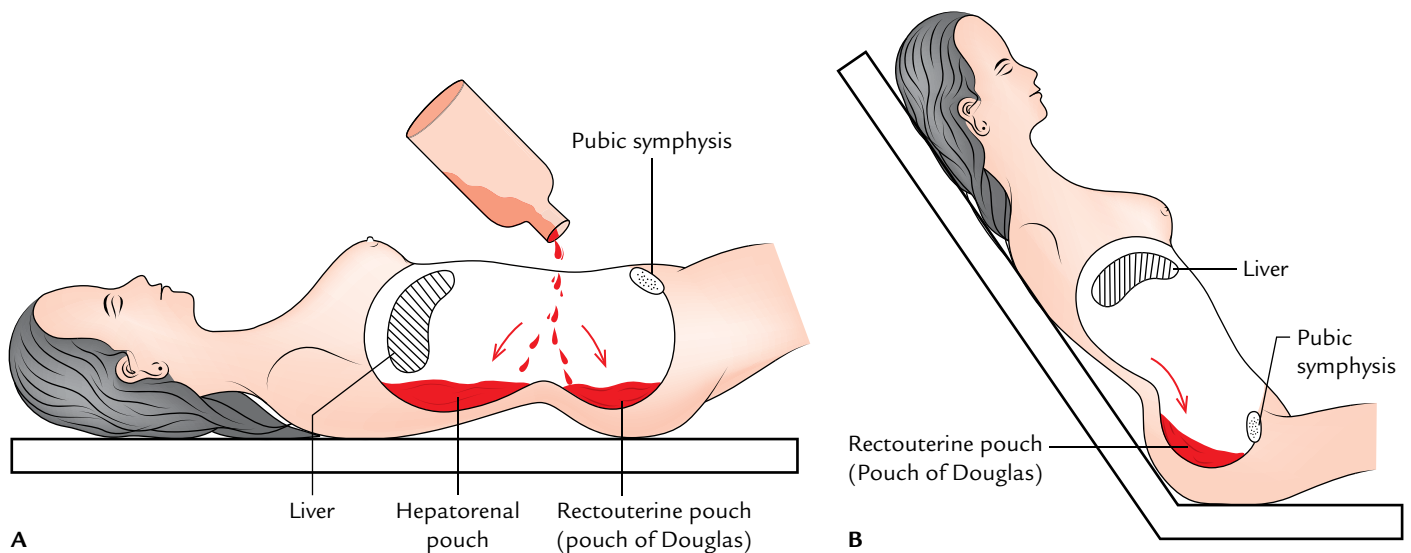 Pubic symphysis
Liver
Hepatorenal
pouch
Rectouterine pouch
(pouch of Douglas)
A
Liver
Pubic
symphysis
Rectouterine pouch
(Pouch of Douglas)
B